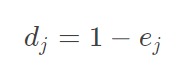 d_j = 1 − e_j